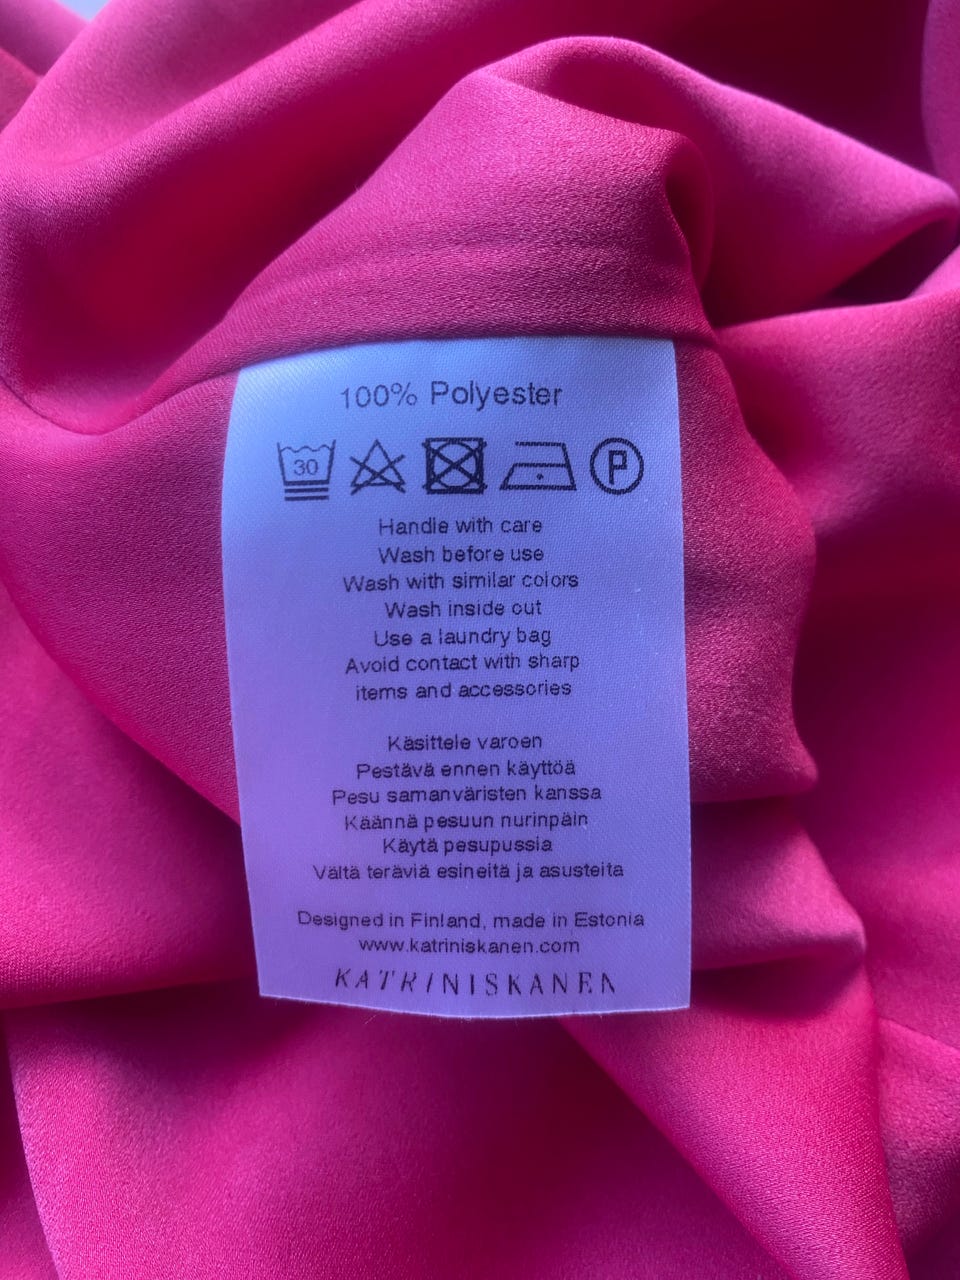 100% Polyester
30 P
Handle with care
Wash before use
Wash with similar colors
Wash inside out
Use a laundry bag
Avoid contact with sharp
items and accessories
Käsittele varoen
Pestävä ennen käyttöä
Pesu samanväristen kanssa
Käännä pesuun nurinpäin
Käytä pesupussia
Vältä teräviä esineitä ja asusteita
Designed in Finland, made in Estonia
www.katriniskanen.com
KATRINISKANEN